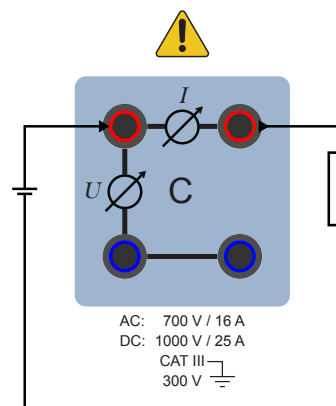 !
I
U
C
AC: 700 V / 16 A
DC: 1000 V / 25 A
CAT III
300 V